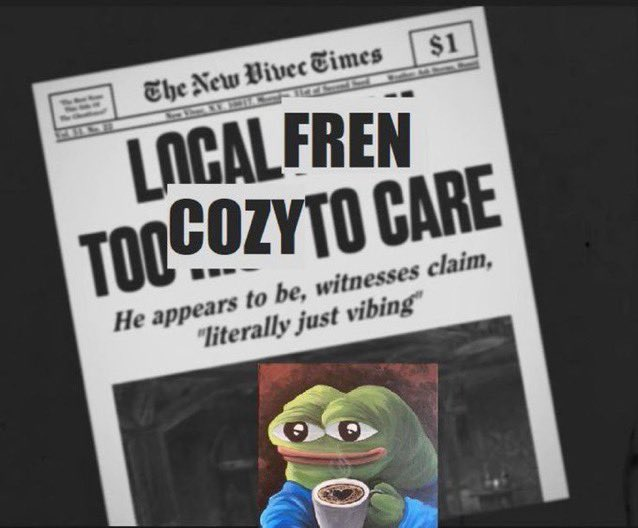 The New Vivec Times
$1
LOCAL FREN
TOO COZY TO CARE
He appears to be, witnesses claim,
"literally just vibing"